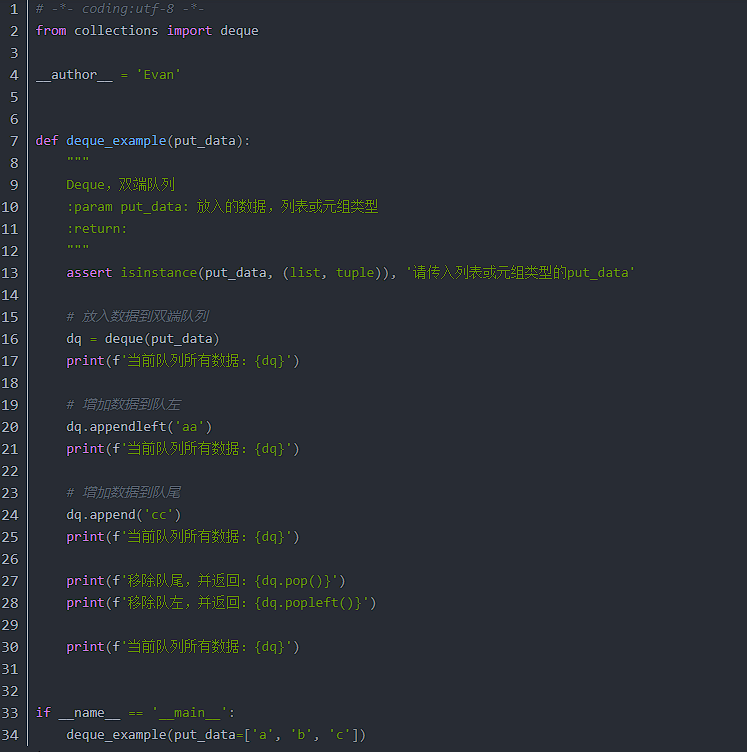 1 # -*- coding:utf-8 -*-
2 from collections import deque
3
4 __author__ = 'Evan'
5
6
7 def deque_example(put_data):
8     """
9     Deque，双端队列
10     :param put_data: 放入的数据，列表或元组类型
11     :return:
12     """
13     assert isinstance(put_data, (list, tuple)), '请传入列表或元组类型的put_data'
14
15     # 放入数据到双端队列
16     dq = deque(put_data)
17     print(f'当前队列所有数据：{dq}')
18
19     # 增加数据到队左
20     dq.appendleft('aa')
21     print(f'当前队列所有数据：{dq}')
22
23     # 增加数据到队尾
24     dq.append('cc')
25     print(f'当前队列所有数据：{dq}')
26
27     print(f'移除队尾，并返回：{dq.pop()}')
28     print(f'移除队左，并返回：{dq.popleft()}')
29
30     print(f'当前队列所有数据：{dq}')
31
32
33 if __name__ == '__main__':
34     deque_example(put_data=['a', 'b', 'c'])